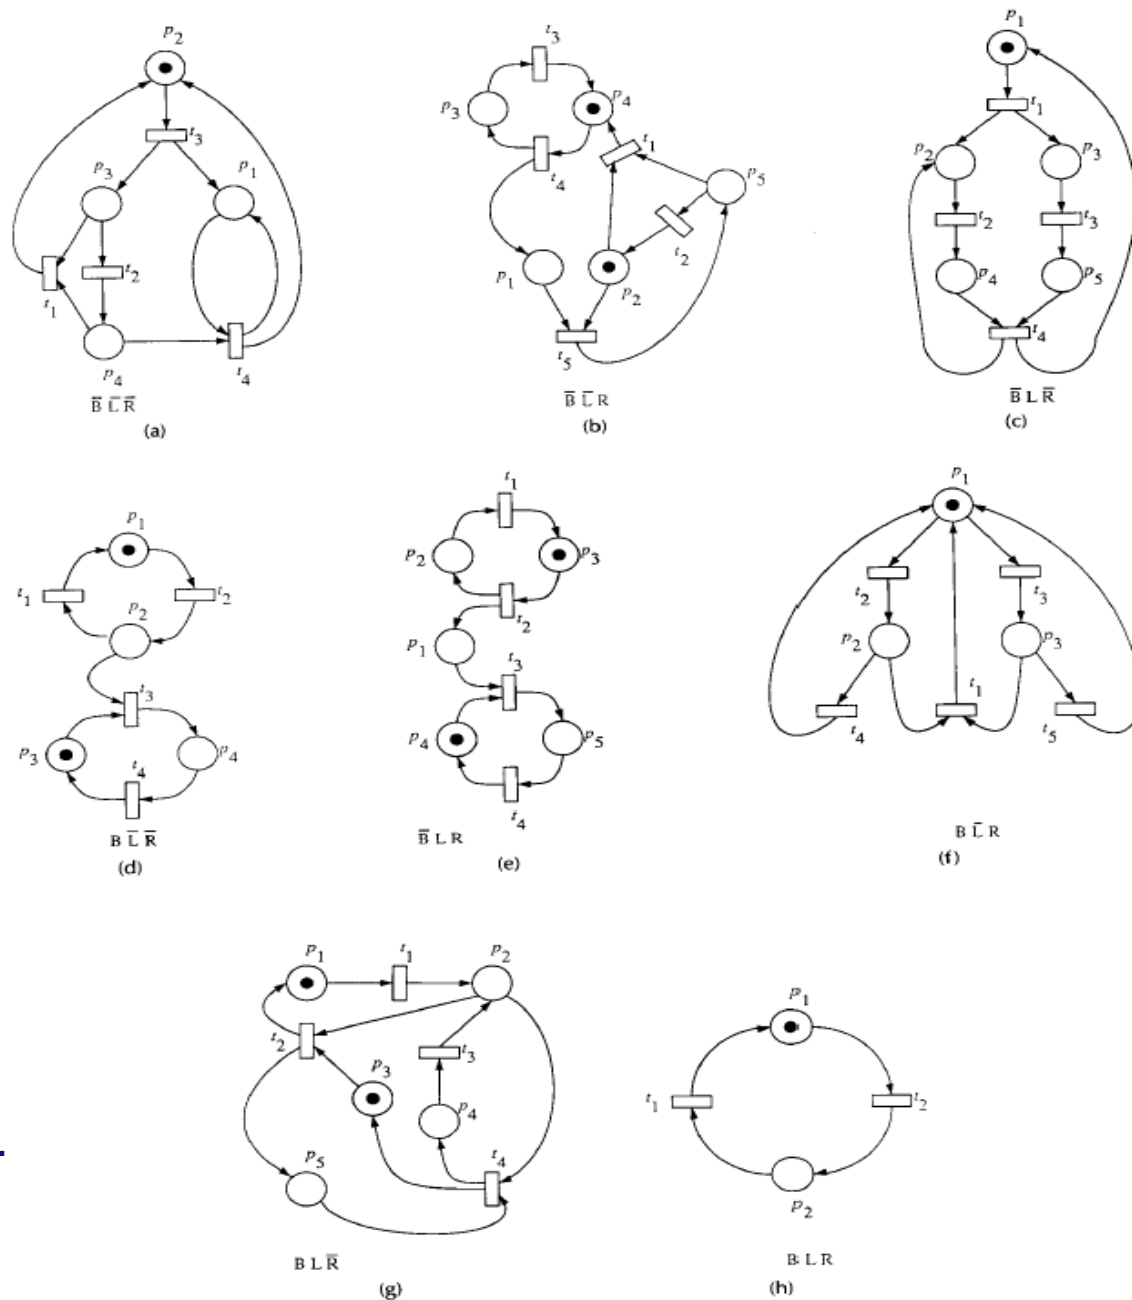 p2
t3
p3
p1
t1
t2
p4
t4
B̅ L̅ R̅
(a)
t3
p3
p4
t1
t4
p5
t2
p1
p2
t5
B̅ L̅ R
(b)
p1
t1
p2
p3
t2
t3
p4
p5
t4
B̅ L R̅
(c)
p1
t1
t2
p2
t3
p3
p4
t4
B L̅ R̅
(d)
t1
p2
p3
t2
p1
t3
p4
p5
t4
B̅ L R
(e)
p1
t2
t3
p2
p3
t1
t4
t5
B L̅ R
(f)
p1
t1
p2
t2
t3
p3
p4
p5
t4
B L R̅
(g)
p1
t1
t2
p2
B L R
(h)